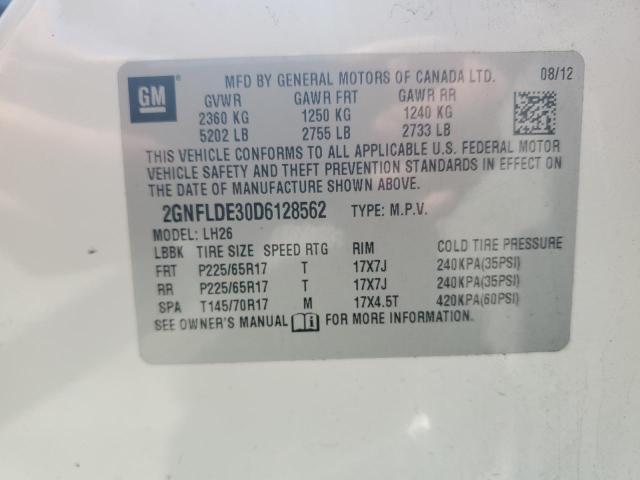 GM
MFD BY GENERAL MOTORS OF CANADA LTD. 08/12
GVWR GAWR FRT GAWR RR
2360 KG 1250 KG 1240 KG
5202 LB 2755 LB 2733 LB
THIS VEHICLE CONFORMS TO ALL APPLICABLE U.S. FEDERAL MOTOR
VEHICLE SAFETY AND THEFT PREVENTION STANDARDS IN EFFECT ON
THE DATE OF MANUFACTURE SHOWN ABOVE.
2GNFLDE30D6128562 TYPE: M.P.V.
MODEL: LH26
LBBK TIRE SIZE SPEED RTG RIM COLD TIRE PRESSURE
FRT P225/65R17 T 17X7J 240KPA(35PSI)
RR P225/65R17 T 17X7J 240KPA(35PSI)
SPA T145/70R17 M 17X4.5T 420KPA(60PSI)
SEE OWNER'S MANUAL FOR MORE INFORMATION.